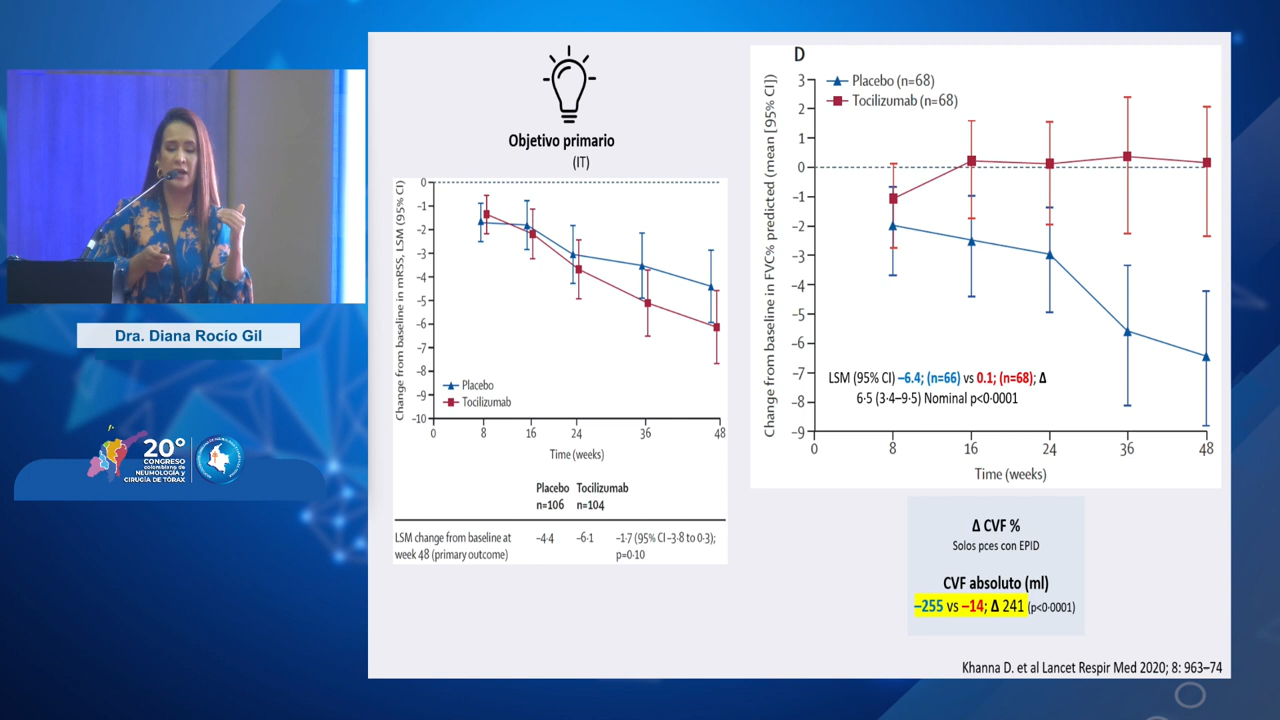 Dra. Diana Rocío Gil
20°
CONGRESO
colombiano de
NEUMOLOGÍA y
CIRUGÍA DE TÓRAX
Objetivo primario
(IT)
Change from baseline in mRSS, LSM (95% CI)
0
–1
–2
–3
–4
–5
–6
–7
–8
–9
–10
Placebo
Tocilizumab
0 8 16 24 36 48
Time (weeks)
Placebo Tocilizumab
n=106 n=104
LSM change from baseline at –4·4 –6·1 –1·7 (95% CI –3·8 to 0·3);
week 48 (primary outcome) p=0·10
D
Change from baseline in FVC% predicted (mean [95% CI])
Placebo (n=68)
Tocilizumab (n=68)
3
2
1
0
–1
–2
–3
–4
–5
–6
–7
–8
–9
LSM (95% CI) –6.4; (n=66) vs 0.1; (n=68); Δ
6·5 (3·4–9·5) Nominal p<0·0001
0 8 16 24 36 48
Time (weeks)
Δ CVF %
Solos pces con EPID
CVF absoluto (ml)
–255 vs –14; Δ 241 (p<0·0001)
Khanna D. et al Lancet Respir Med 2020; 8: 963–74